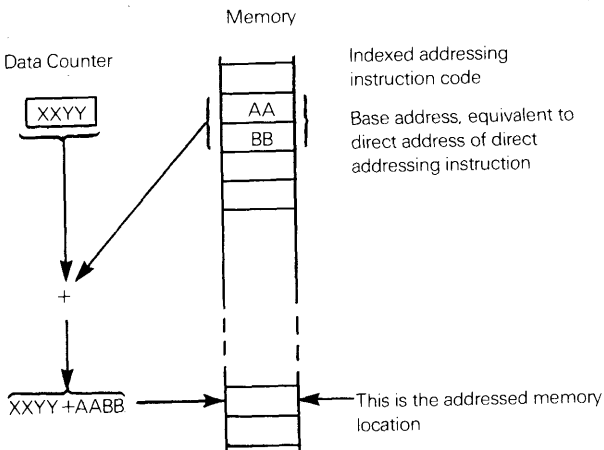 Memory
Data Counter
Indexed addressing
instruction code
XXYY
AA
BB
Base address, equivalent to
direct address of direct
addressing instruction
+
XXYY +AABB
This is the addressed memory
location